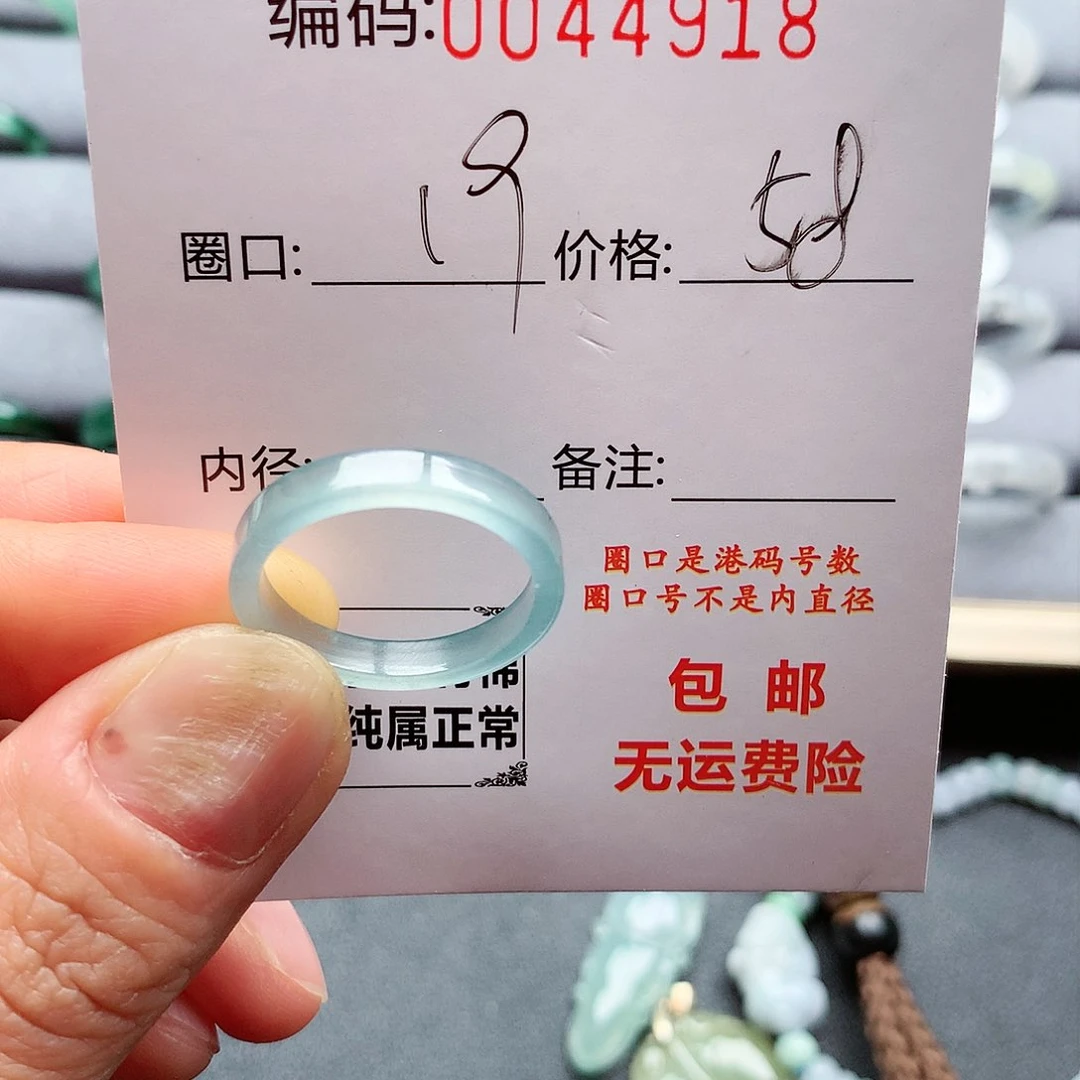 编码:0044918
圈口: 19 价格: 58
内径: 备注:
圈口是港码号数
圈口号不是内直径
包 邮
纯属正常
无运费险